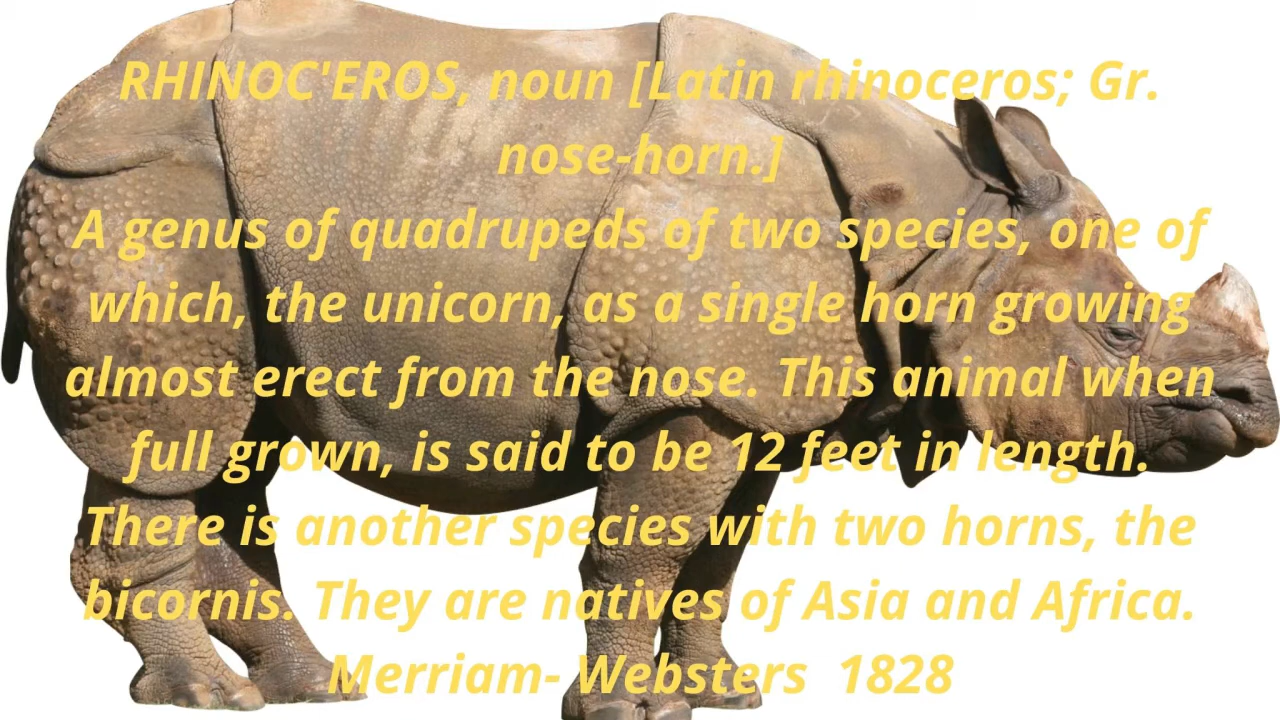 RHINOC'EROS, noun [Latin rhinoceros; Gr.
nose-horn.]
A genus of quadrupeds of two species, one of
which, the unicorn, as a single horn growing
almost erect from the nose. This animal when
full grown, is said to be 12 feet in length.
There is another species with two horns, the
bicornis. They are natives of Asia and Africa.
Merriam- Websters 1828